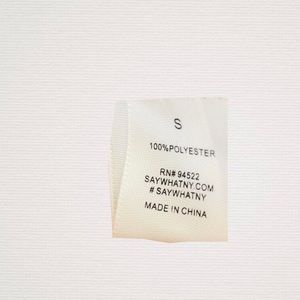 S
100%POLYESTER
RN# 94522
SAYWHATNY.COM
# SAYWHATNY
MADE IN CHINA